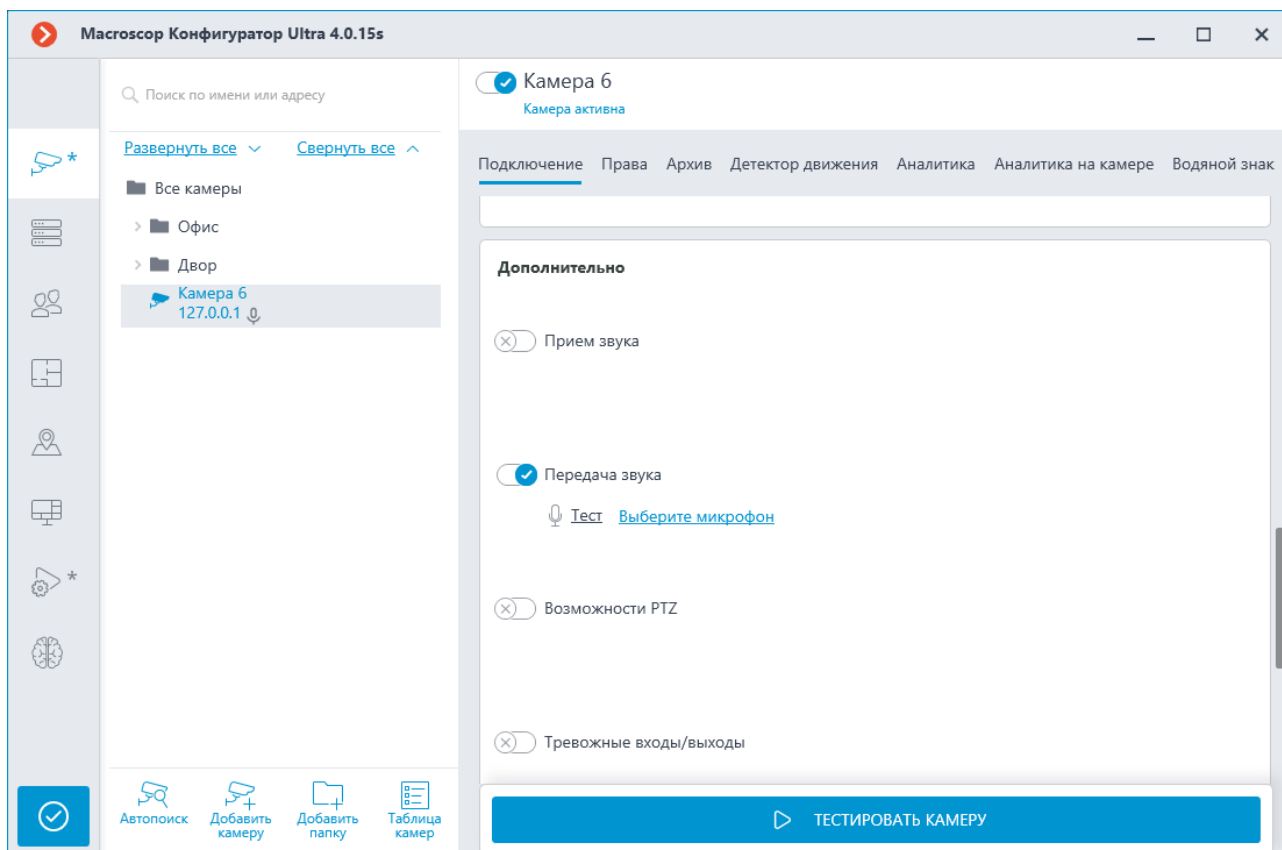 Macroscop Конфигуратор Ultra 4.0.15s
Поиск по имени или адресу
Развернуть все Свернуть все
Все камеры
Офис
Двор
Камера 6
127.0.0.1
Автопоиск
Добавить камеру
Добавить папку
Таблица камер
Камера 6
Камера активна
Подключение Права Архив Детектор движения Аналитика Аналитика на камере Водяной знак
Дополнительно
Прием звука
Передача звука
Тест Выберите микрофон
Возможности PTZ
Тревожные входы/выходы
ТЕСТИРОВАТЬ КАМЕРУ